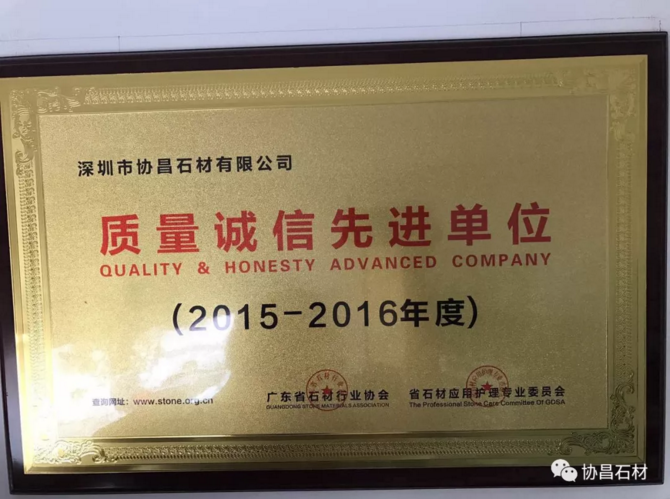 深圳市协昌石材有限公司
质量诚信先进单位
QUALITY & HONESTY ADVANCED COMPANY
(2015-2016年度)
查询网址: www.stone.org.cn
广东省石材行业协会
GUANGDONG STONE MATERIALS ASSOCIATION
省石材应用护理专业委员会
The Professional Stone Care Committee Of GDSA
协昌石材